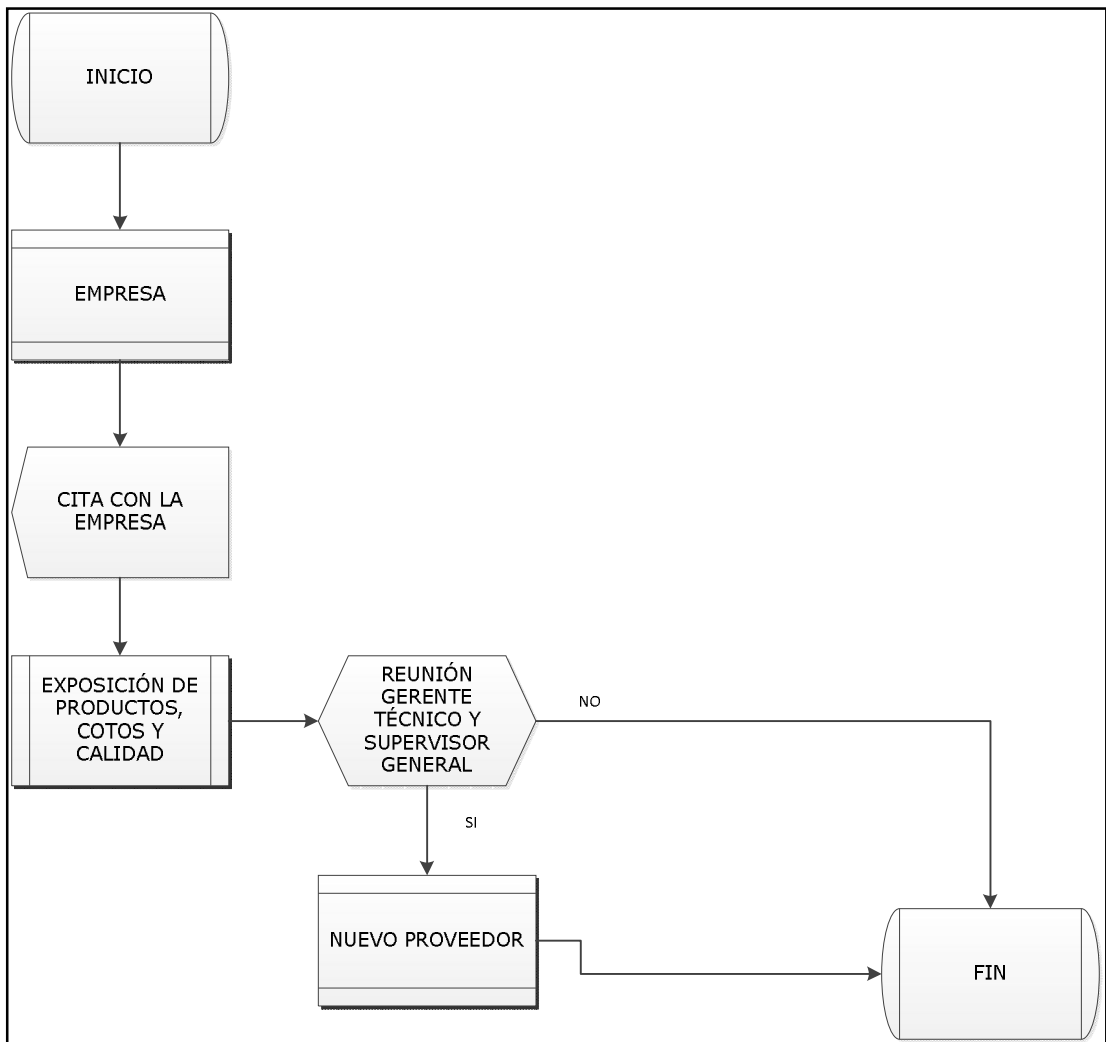 INICIO
EMPRESA
CITA CON LA
EMPRESA
EXPOSICIÓN DE
PRODUCTOS,
COTOS Y
CALIDAD
REUNIÓN
GERENTE
TÉCNICO Y
SUPERVISOR
GENERAL
NO
SI
NUEVO PROVEEDOR
FIN